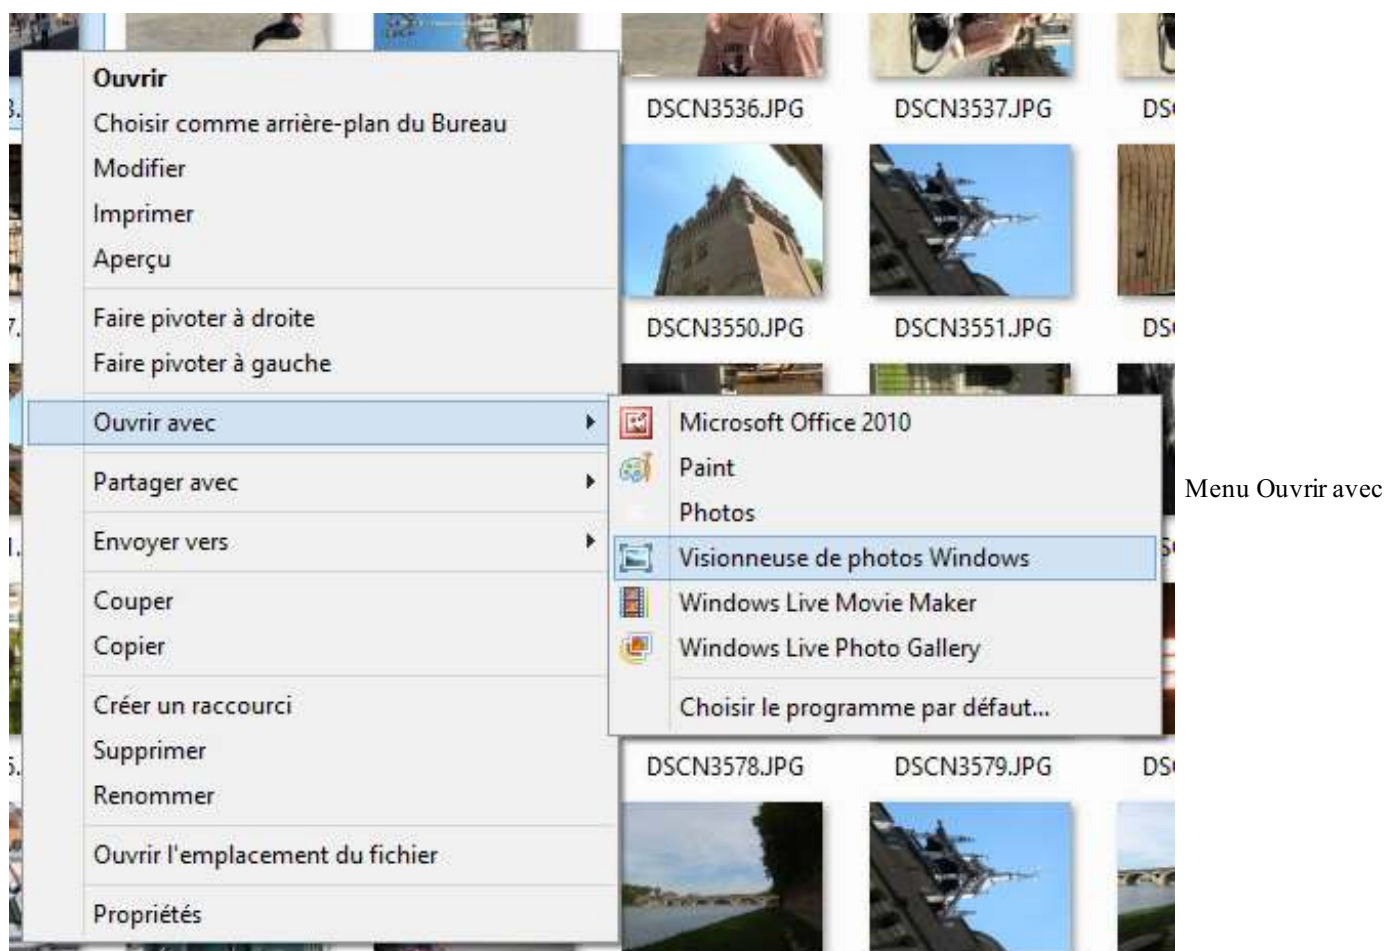 Ouvrir
Choisir comme arrière-plan du Bureau
Modifier
Imprimer
Aperçu
Faire pivoter à droite
Faire pivoter à gauche
Ouvrir avec
Partager avec
Envoyer vers
Couper
Copier
Créer un raccourci
Supprimer
Renommer
Ouvrir l'emplacement du fichier
Propriétés
Microsoft Office 2010
Paint
Photos
Visionneuse de photos Windows
Windows Live Movie Maker
Windows Live Photo Gallery
Choisir le programme par défaut...
DSCN3536.JPG DSCN3537.JPG
DSCN3550.JPG DSCN3551.JPG
DSCN3578.JPG DSCN3579.JPG
Menu Ouvrir avec